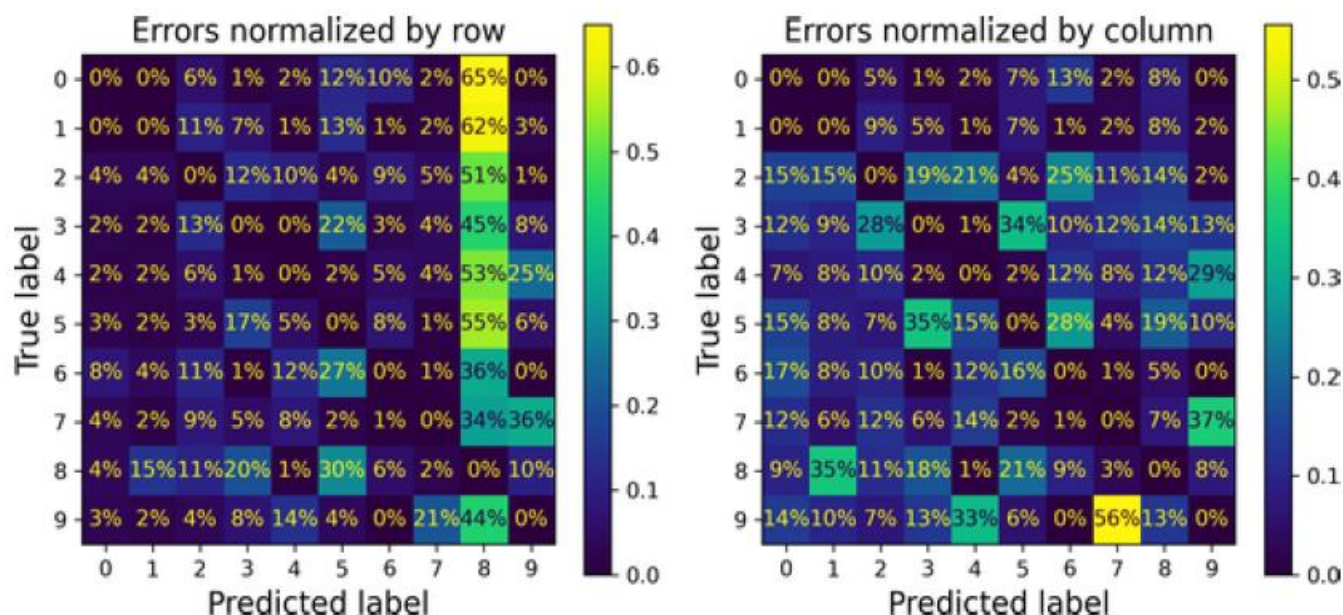 Errors normalized by row
Errors normalized by column
True label
0 0% 0% 6% 1% 2% 12% 10% 2% 65% 0%
1 0% 0% 11% 7% 1% 13% 1% 2% 62% 3%
2 4% 4% 0% 12% 10% 4% 9% 5% 51% 1%
3 2% 2% 13% 0% 0% 22% 3% 4% 45% 8%
4 2% 2% 6% 1% 0% 2% 5% 4% 53% 25%
5 3% 2% 3% 17% 5% 0% 8% 1% 55% 6%
6 8% 4% 11% 1% 12% 27% 0% 1% 36% 0%
7 4% 2% 9% 5% 8% 2% 1% 0% 34% 36%
8 4% 15% 11% 20% 1% 30% 6% 2% 0% 10%
9 3% 2% 4% 8% 14% 4% 0% 21% 44% 0%
0 1 2 3 4 5 6 7 8 9
Predicted label
0.6
0.5
0.4
0.3
0.2
0.1
0.0
True label
0 0% 0% 5% 1% 2% 7% 13% 2% 8% 0%
1 0% 0% 9% 5% 1% 7% 1% 2% 8% 2%
2 15% 15% 0% 19% 21% 4% 25% 11% 14% 2%
3 12% 9% 28% 0% 1% 34% 10% 12% 14% 13%
4 7% 8% 10% 2% 0% 2% 12% 8% 12% 29%
5 15% 8% 7% 35% 15% 0% 28% 4% 19% 10%
6 17% 8% 10% 1% 12% 16% 0% 1% 5% 0%
7 12% 6% 12% 6% 14% 2% 1% 0% 7% 37%
8 9% 35% 11% 18% 1% 21% 9% 3% 0% 8%
9 14% 10% 7% 13% 33% 6% 0% 56% 13% 0%
0 1 2 3 4 5 6 7 8 9
Predicted label
0.5
0.4
0.3
0.2
0.1
0.0